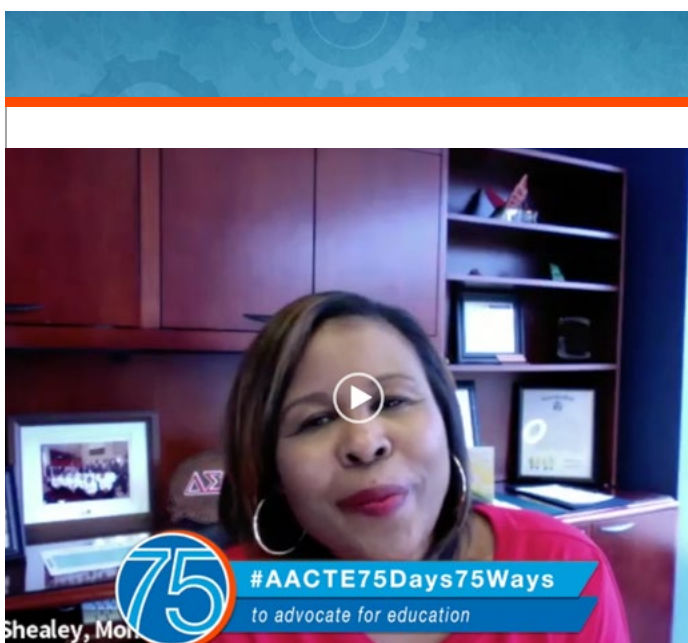 ΔΣ
75
#AACTE75Days75Ways
to advocate for education
Shealey, Mon